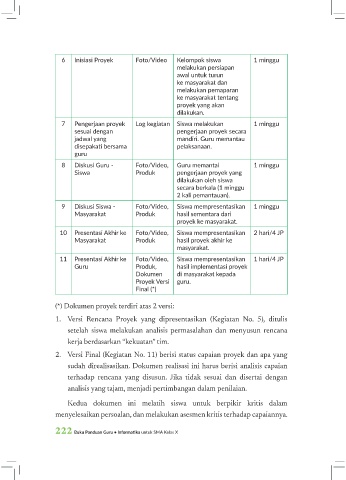 6 Inisiasi Proyek Foto/Video Kelompok siswa 1 minggu
melakukan persiapan
awal untuk turun
ke masyarakat dan
melakukan pemaparan
ke masyarakat tentang
proyek yang akan
dilakukan.
7 Pengerjaan proyek Log kegiatan Siswa melakukan 1 minggu
sesuai dengan pengerjaan proyek secara
jadwal yang mandiri. Guru memantau
disepakati bersama pelaksanaan.
guru
8 Diskusi Guru - Foto/Video, Guru memantai 1 minggu
Siswa Produk pengerjaan proyek yang
dilakukan oleh siswa
secara berkala (1 minggu
2 kali pemantauan).
9 Diskusi Siswa - Foto/Video, Siswa mempresentasikan 1 minggu
Masyarakat Produk hasil sementara dari
proyek ke masyarakat.
10 Presentasi Akhir ke Foto/Video, Siswa mempresentasikan 2 hari/4 JP
Masyarakat Produk hasil proyek akhir ke
masyarakat.
11 Presentasi Akhir ke Foto/Video, Siswa mempresentasikan 1 hari/4 JP
Guru Produk, hasil implementasi proyek
Dokumen di masyarakat kepada
Proyek Versi guru.
Final (*)
(*) Dokumen proyek terdiri atas 2 versi:
1. Versi Rencana Proyek yang dipresentasikan (Kegiatan No. 5), ditulis
setelah siswa melakukan analisis permasalahan dan menyusun rencana
kerja berdasarkan “kekuatan” tim.
2. Versi Final (Kegiatan No. 11) berisi status capaian proyek dan apa yang
sudah direalisasikan. Dokumen realisasi ini harus berisi analisis capaian
terhadap rencana yang disusun. Jika tidak sesuai dan disertai dengan
analisis yang tajam, menjadi pertimbangan dalam penilaian.
Kedua dokumen ini melatih siswa untuk berpikir kritis dalam
menyelesaikan persoalan, dan melakukan asesmen kritis terhadap capaiannya.
222 Buku Panduan Guru • Informatika untuk SMA Kelas X